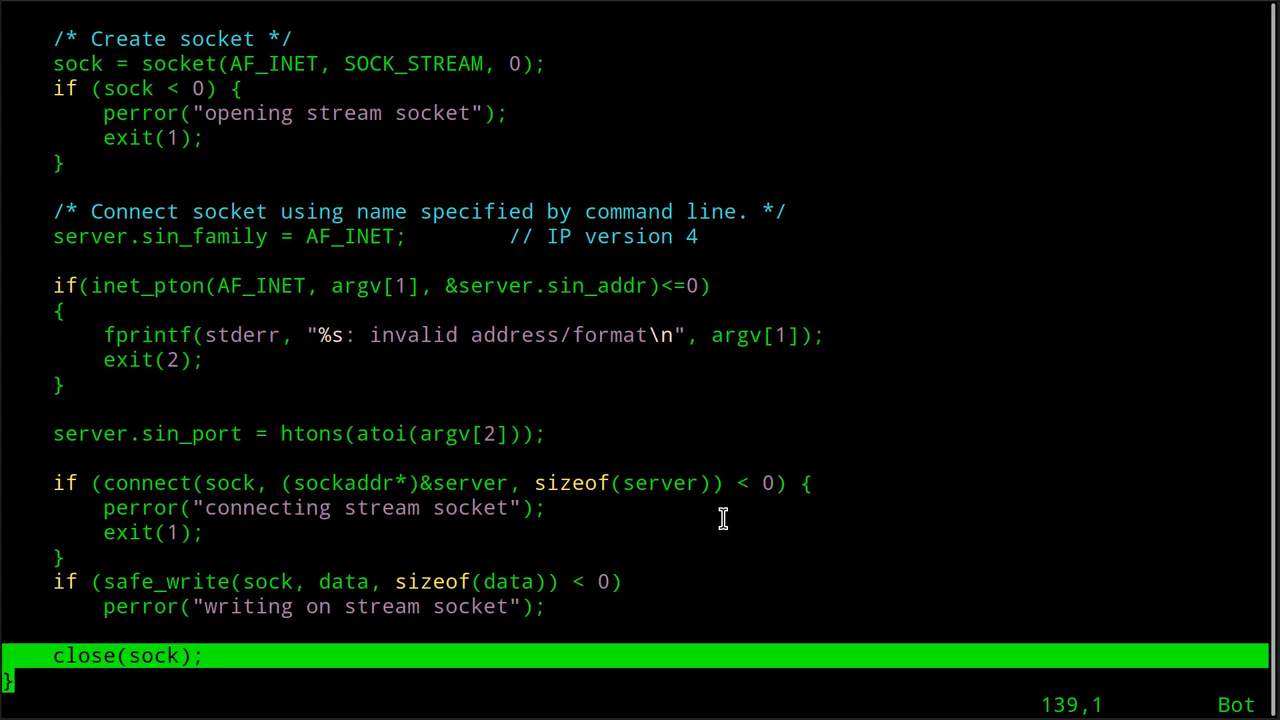 /* Create socket */
sock = socket(AF_INET, SOCK_STREAM, 0);
if (sock < 0) {
perror("opening stream socket");
exit(1);
}
/* Connect socket using name specified by command line. */
server.sin_family = AF_INET; // IP version 4
if(inet_pton(AF_INET, argv[1], &server.sin_addr)<=0)
{
fprintf(stderr, "%s: invalid address/format\n", argv[1]);
exit(2);
}
server.sin_port = htons(atoi(argv[2]));
if (connect(sock, (sockaddr*)&server, sizeof(server)) < 0) {
perror("connecting stream socket");
exit(1);
}
if (safe_write(sock, data, sizeof(data)) < 0)
perror("writing on stream socket");
close(sock);
}
139,1 Bot